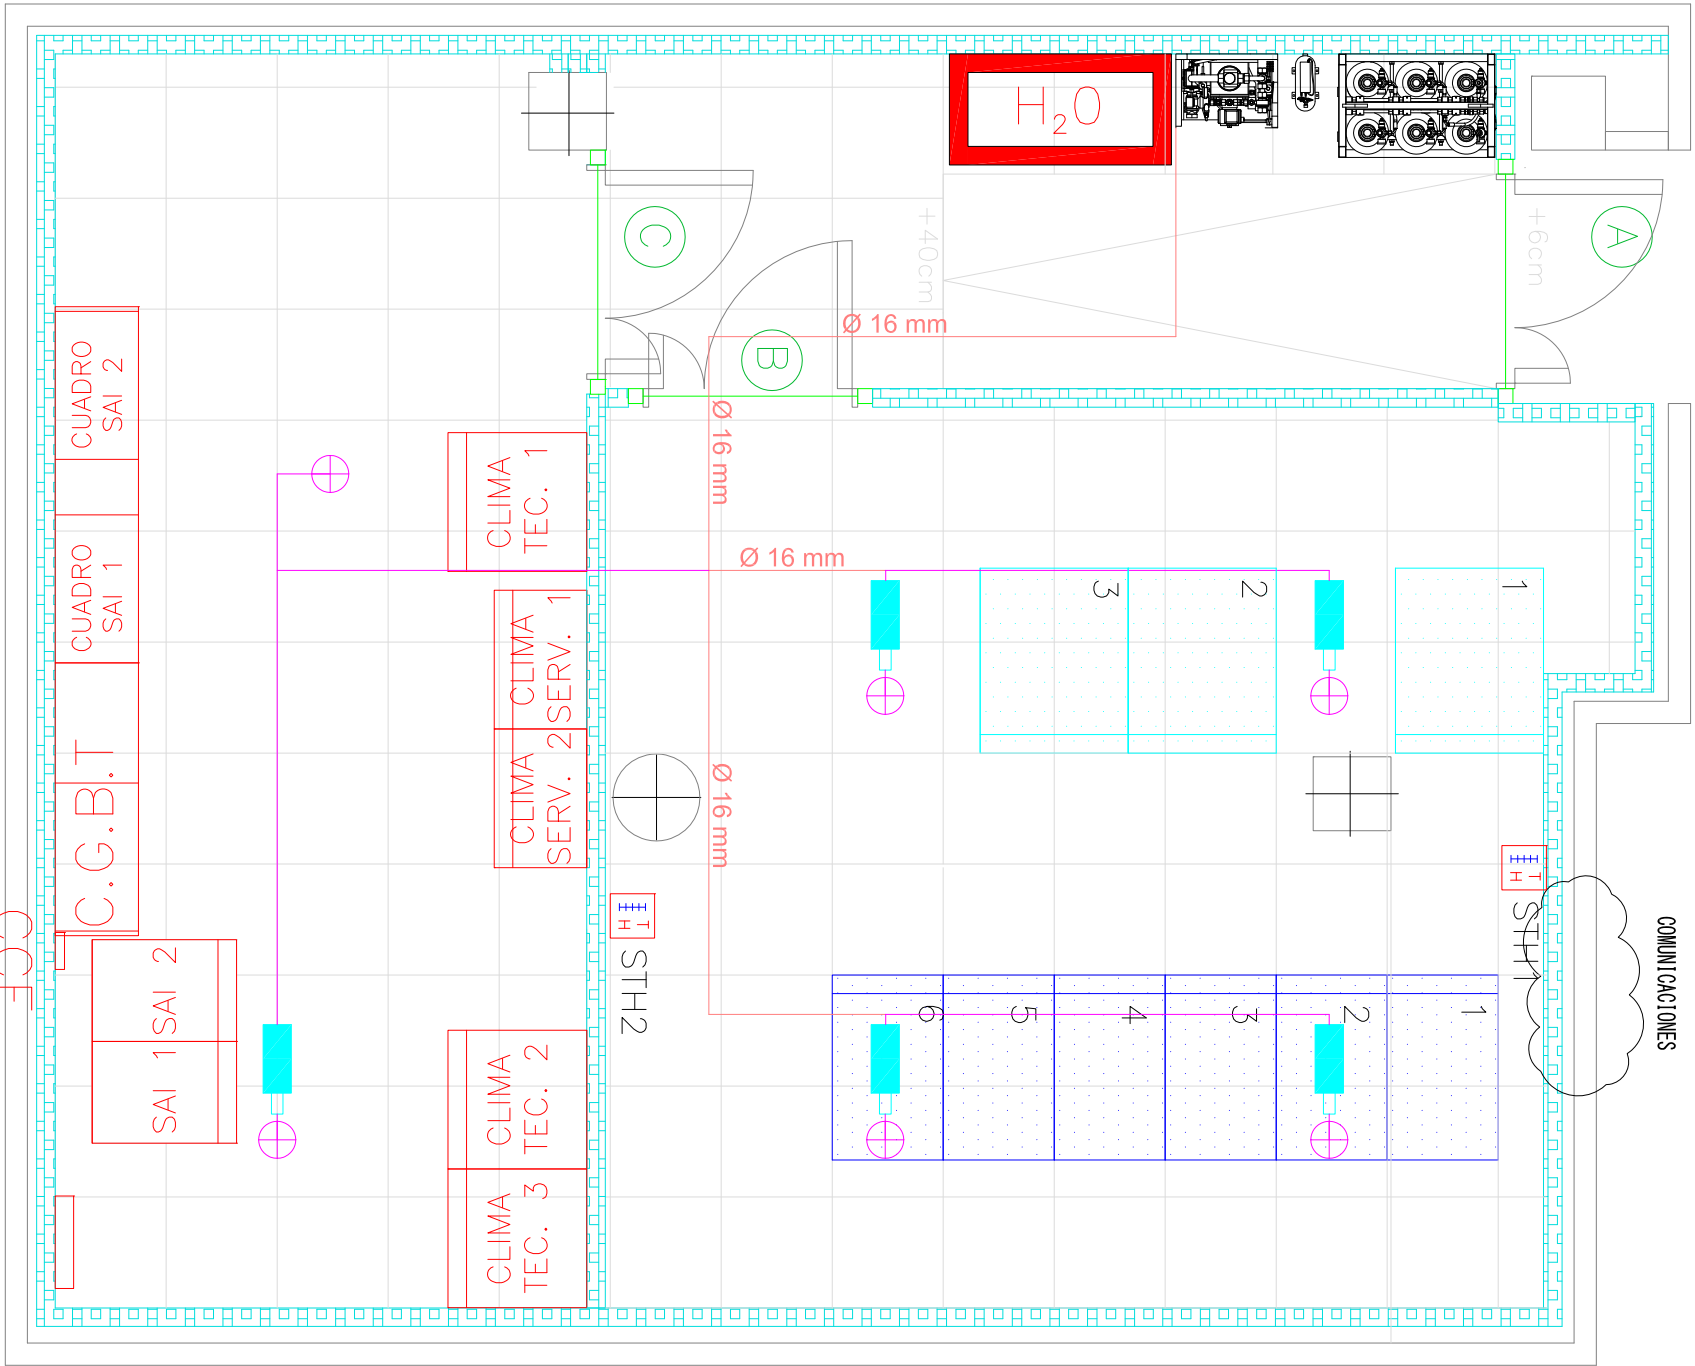 H2O
A
C
B
+40cm
+6cm
Ø 16 mm
Ø 16 mm
Ø 16 mm
Ø 16 mm
CUADRO
SAI 2
CUADRO
SAI 1
C.G.B.T
CCF
SAI 2
SAI 1
CLIMA
TEC. 1
CLIMA
SERV. 1
CLIMA
SERV. 2
CLIMA
TEC. 2
CLIMA
TEC. 3
3
2
1
T
H
STH2
T
H
STH1
COMUNICACIONES
6
5
4
3
2
1